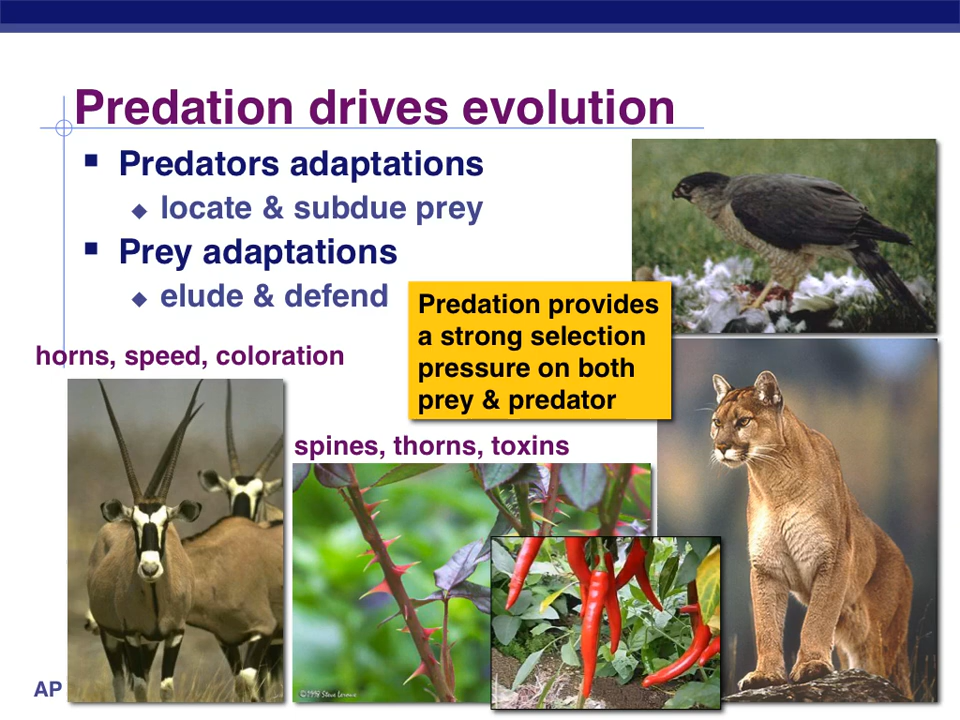 Predation drives evolution
Predators adaptations
locate & subdue prey
Prey adaptations
elude & defend
Predation provides
a strong selection
pressure on both
prey & predator
horns, speed, coloration
spines, thorns, toxins
AP